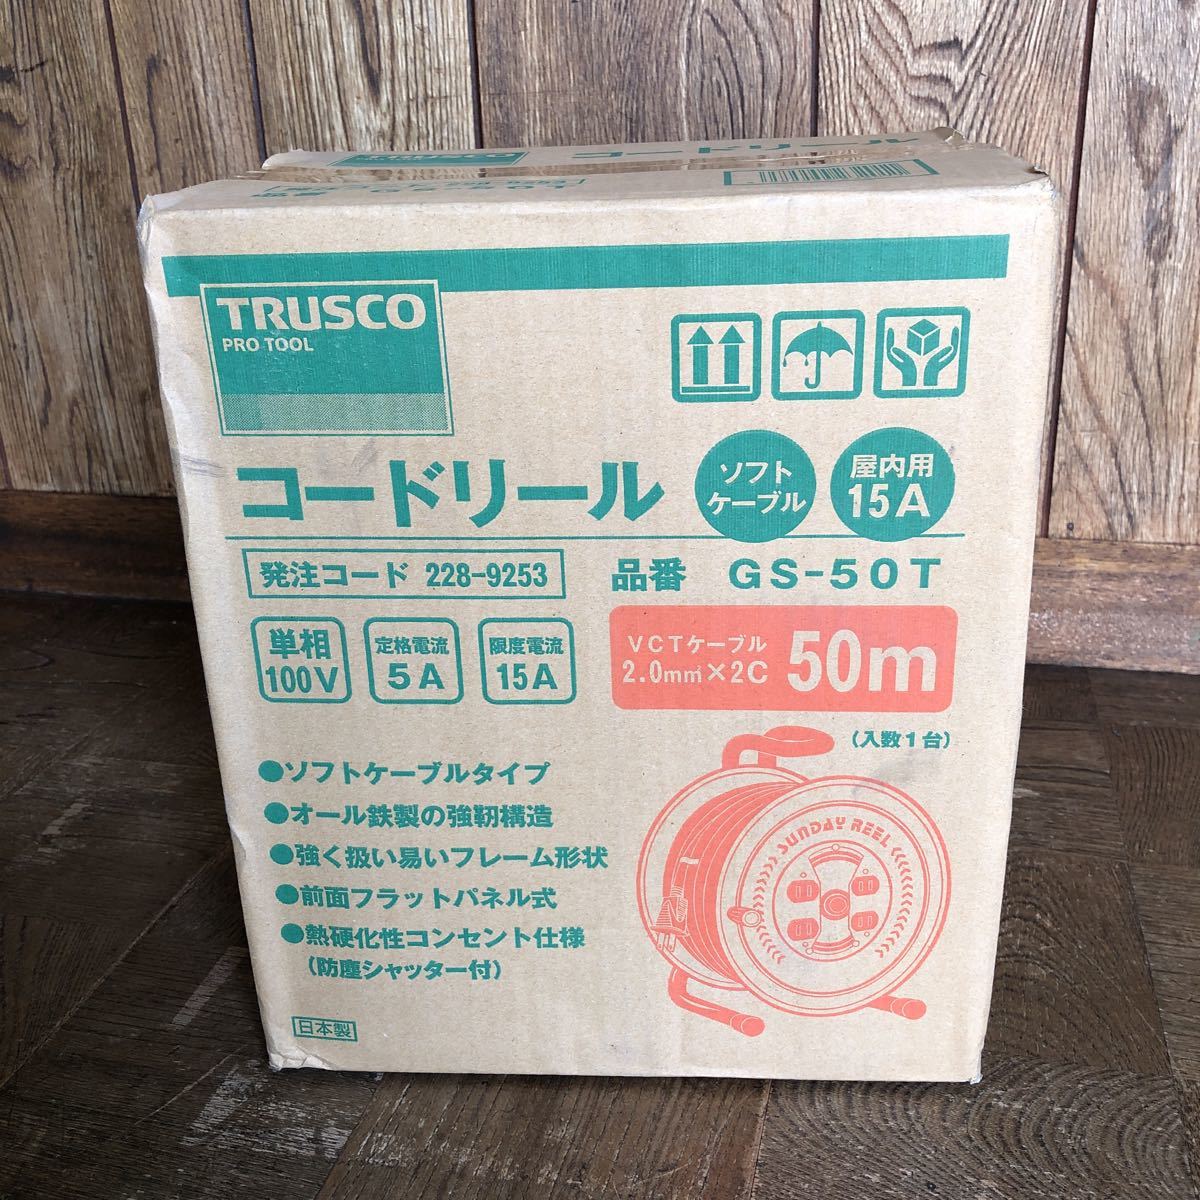 コードリール
TRUSCO
PRO TOOL
コードリール
ソフト
ケーブル
屋内用
15A
発注コード 228-9253
品番 GS-50T
単相
100V
定格電流
5A
限度電流
15A
VCTケーブル
2.0mm²×2C
50m
(入数1台)
●ソフトケーブルタイプ
●オール鉄製の強靭構造
●強く扱い易いフレーム形状
●前面フラットパネル式
●熱硬化性コンセント仕様
(防塵シャッター付)
SUNDAY REEL
日本製